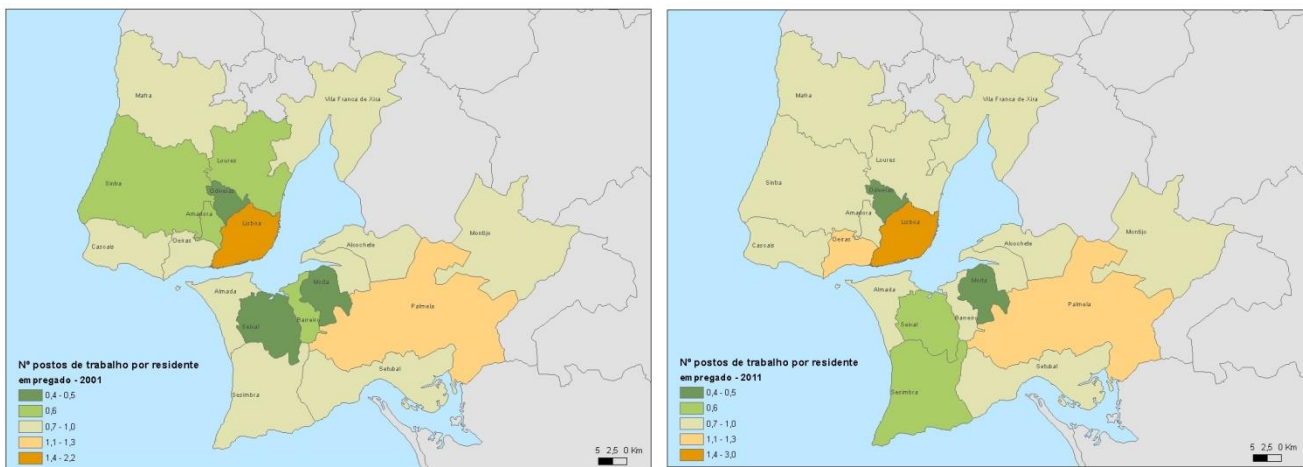 Mafra
Vila Franca de Xira
Loures
Sintra
Odivelas
Amadora
Lisboa
Cascais
Oeiras
Alcochete
Montijo
Almada
Moita
Palmela
Barreiro
Seixal
Setubal
Sesimbra
Nº postos de trabalho por residente
empregado - 2001
0,4 - 0,5
0,6
0,7 - 1,0
1,1 - 1,3
1,4 - 2,2
5 2,5 0 Km
Mafra
Vila Franca de Xira
Loures
Sintra
Odivelas
Amadora
Lisboa
Oeiras
Cascais
Alcochete
Montijo
Almada
Moita
Palmela
Barreiro
Seixal
Setubal
Sesimbra
Nº postos de trabalho por residente
empregado - 2011
0,4 - 0,5
0,6
0,7 - 1,0
1,1 - 1,3
1,4 - 3,0
5 2,5 0 Km